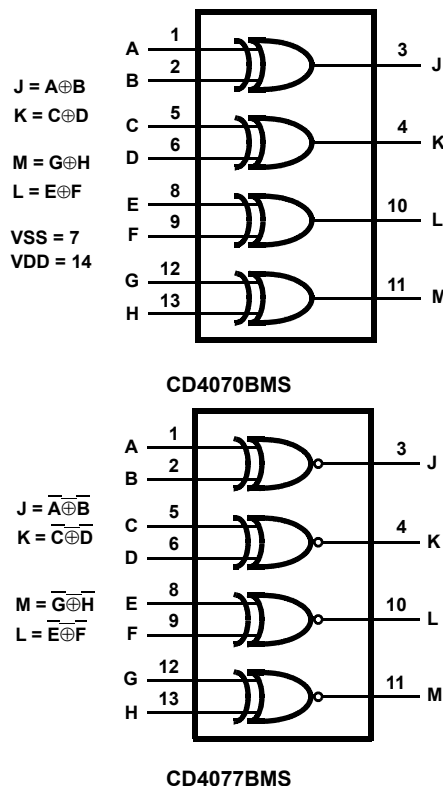 J = A⊕B
K = C⊕D
M = G⊕H
L = E⊕F
VSS = 7
VDD = 14
A 1
B 2
3 J
C 5
D 6
4 K
E 8
F 9
10 L
G 12
H 13
11 M
CD4070BMS
J = A̅⊕̅B̅
K = C̅⊕̅D̅
M = G̅⊕̅H̅
L = E̅⊕̅F̅
A 1
B 2
3 J
C 5
D 6
4 K
E 8
F 9
10 L
G 12
H 13
11 M
CD4077BMS